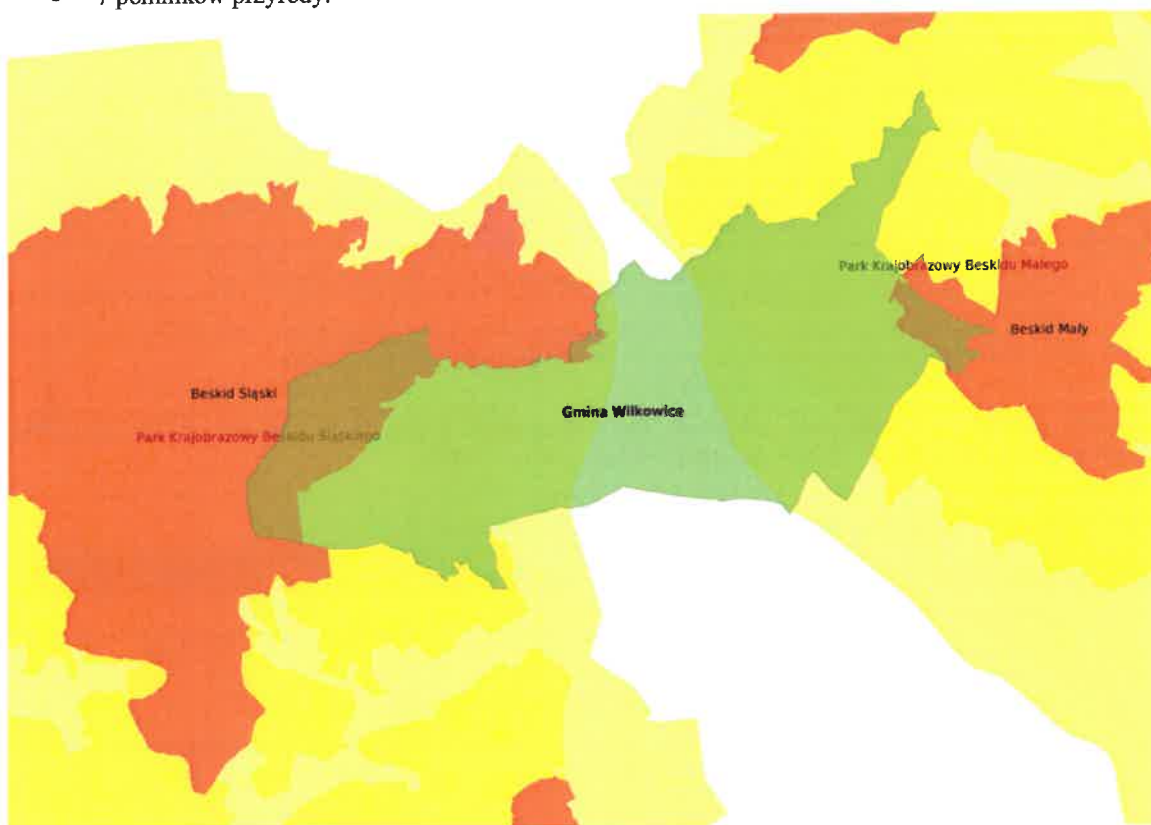 7 pomników przyrody.
Park Krajobrazowy Beskidu Małego
Beskid Mały
Beskid Śląski
Gmina Wilkowice
Park Krajobrazowy Beskidu Śląskiego